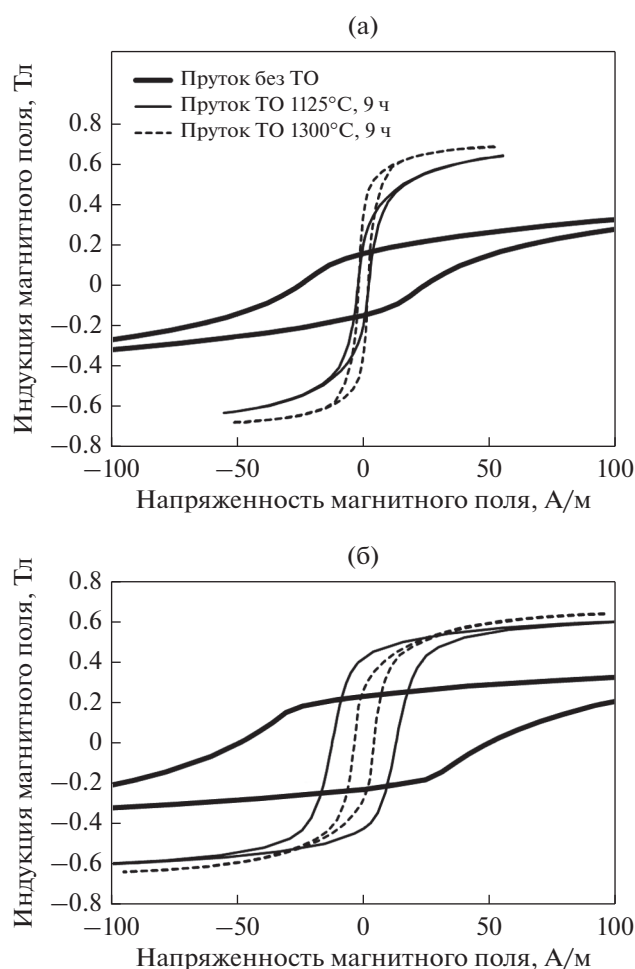 (а)
Индукция магнитного поля, Тл
Пруток без ТО
Пруток ТО 1125°C, 9 ч
Пруток ТО 1300°C, 9 ч
0.8
0.6
0.4
0.2
0
−0.2
−0.4
−0.6
−0.8
−100 −50 0 50 100
Напряженность магнитного поля, А/м
(б)
Индукция магнитного поля, Тл
0.8
0.6
0.4
0.2
0
−0.2
−0.4
−0.6
−0.8
−100 −50 0 50 100
Напряженность магнитного поля, А/м